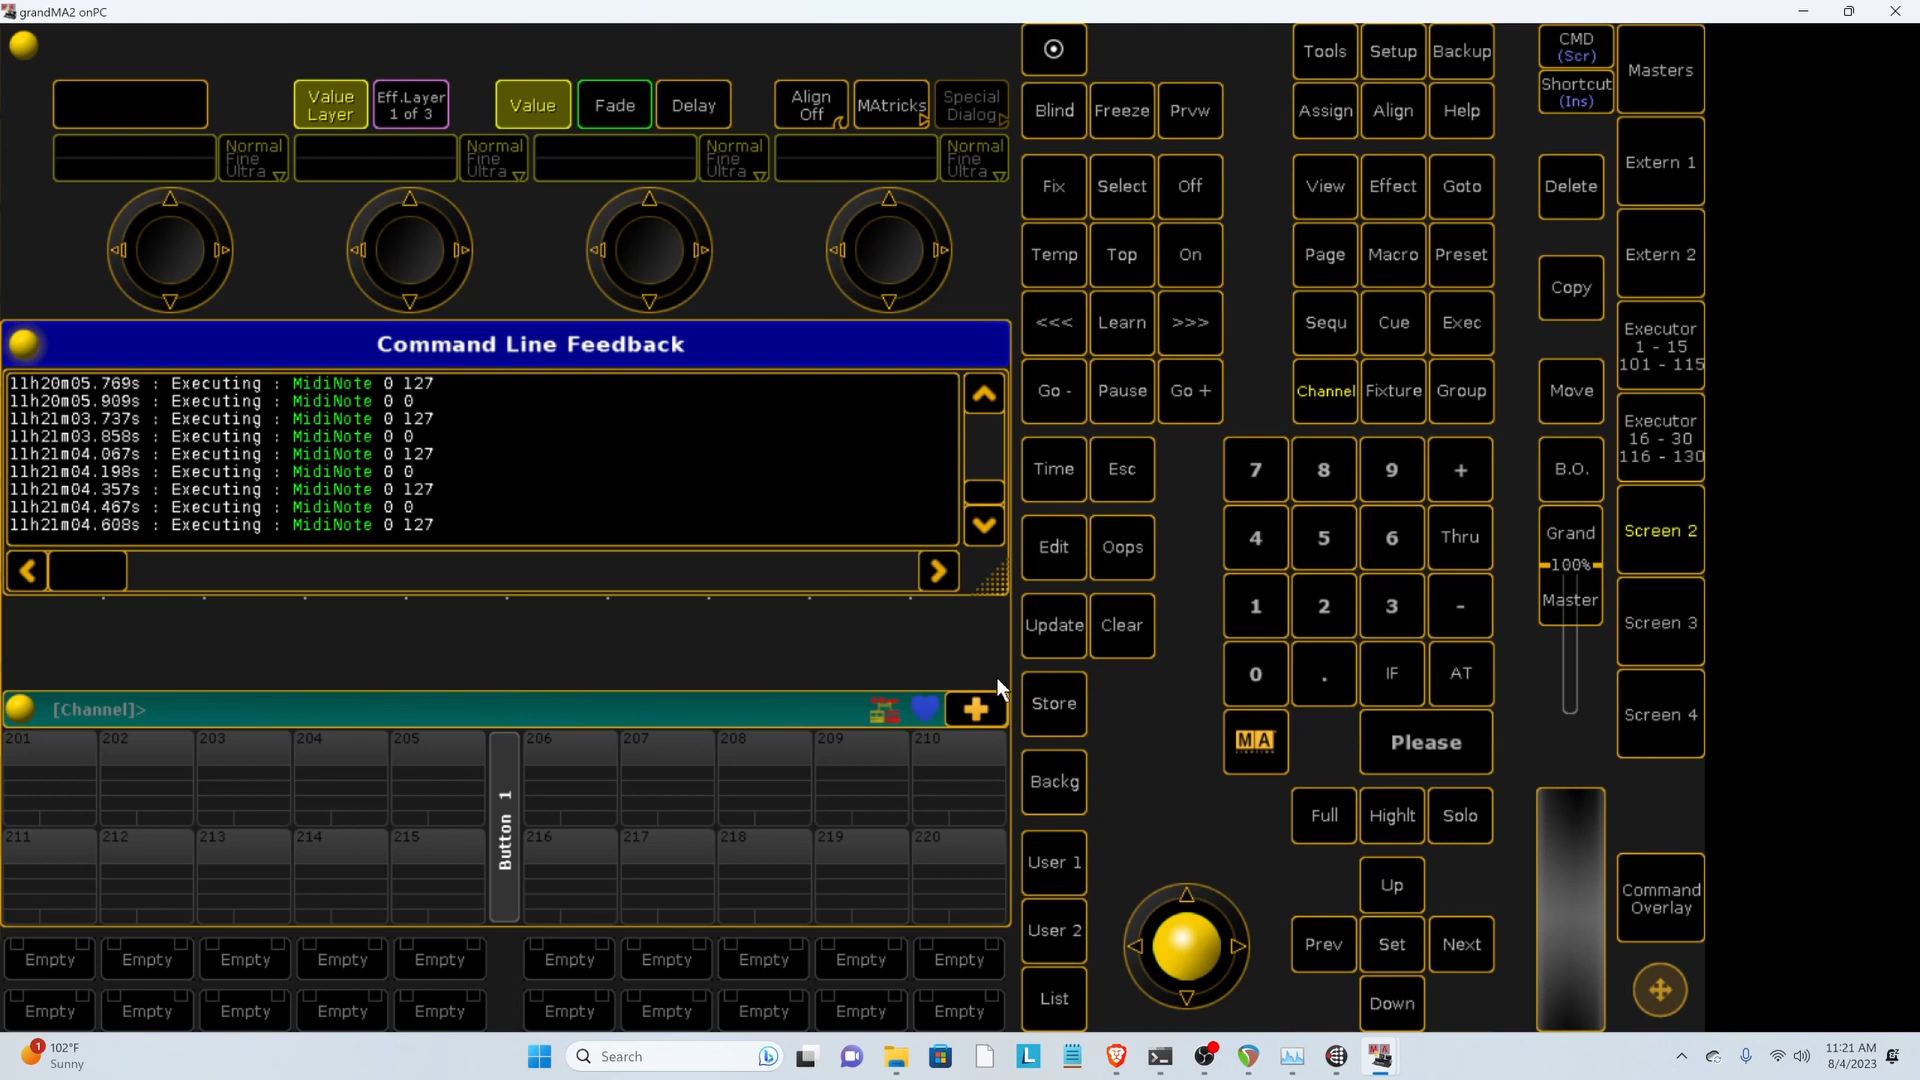 grandMA2 onPC
Value Layer
Eff.Layer 1 of 3
Value
Fade
Delay
Align Off
MAtricks
Special Dialog
Normal Fine Ultra
Normal Fine Ultra
Normal Fine Ultra
Normal Fine Ultra
Command Line Feedback
11h20m05.769s : Executing : MidiNote 0 127
11h20m05.909s : Executing : MidiNote 0 0
11h21m03.737s : Executing : MidiNote 0 127
11h21m03.858s : Executing : MidiNote 0 0
11h21m04.067s : Executing : MidiNote 0 127
11h21m04.198s : Executing : MidiNote 0 0
11h21m04.357s : Executing : MidiNote 0 127
11h21m04.467s : Executing : MidiNote 0 0
11h21m04.608s : Executing : MidiNote 0 127
[Channel]>
201 202 203 204 205 206 207 208 209 210
Button 1
211 212 213 214 215 216 217 218 219 220
Empty Empty Empty Empty Empty Empty Empty Empty Empty Empty
Empty Empty Empty Empty Empty Empty Empty Empty Empty Empty
Tools Setup Backup
Blind Freeze Prvw Assign Align Help
Fix Select Off View Effect Goto
Temp Top On Page Macro Preset
<<< Learn >>> Sequ Cue Exec
Go - Pause Go + Channel Fixture Group
Time Esc 7 8 9 +
Edit Oops 4 5 6 Thru
Update Clear 1 2 3 -
Store 0 . IF AT
MA Please
Backg
Full Highlt Solo
User 1
Up
User 2
Prev Set Next
List
Down
CMD (Scr)
Shortcut (Ins)
Delete
Copy
Move
B.O.
Grand
100%
Master
Masters
Extern 1
Extern 2
Executor
1 - 15
101 - 115
Executor
16 - 30
116 - 130
Screen 2
Screen 3
Screen 4
Command
Overlay
1
102°F
Sunny
Search
L
11:21 AM
8/4/2023